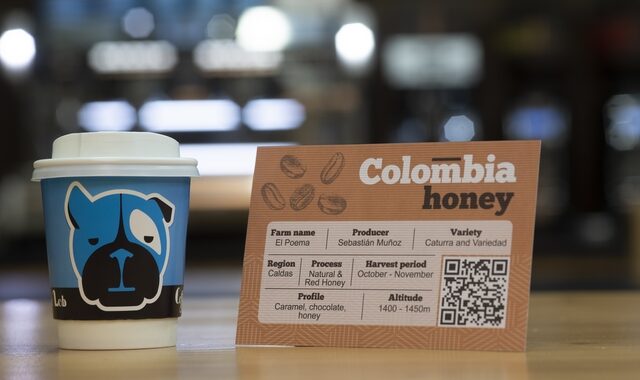 Colombia
honey
Farm name
El Poema
Producer
Sebastián Muñoz
Variety
Caturra and Variedad
Region
Caldas
Process
Natural &
Red Honey
Harvest period
October - November
Profile
Caramel, chocolate,
honey
Altitude
1400 - 1450m
Lab